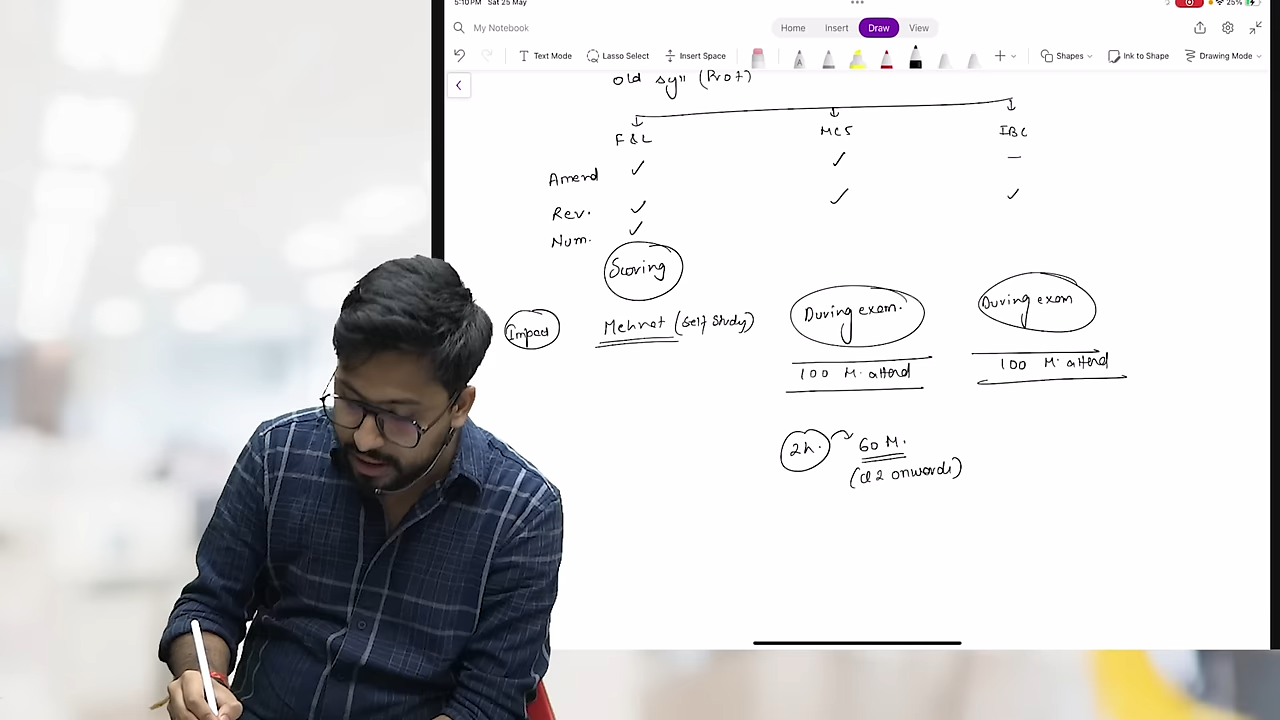 5:10 PM Sat 25 May
25%
My Notebook
Home Insert Draw View
Text Mode Lasso Select Insert Space Shapes Ink to Shape Drawing Mode
old syll (Prof)
F&L MCS IBC
Amend ✓ ✓ —
Rev. ✓ ✓ ✓
Num. ✓
Scoring
Impact Mehnat (Self Study) During exam. During exam
100 M. attend 100 M. attend
2h. 60 M.
(Q2 onwords)